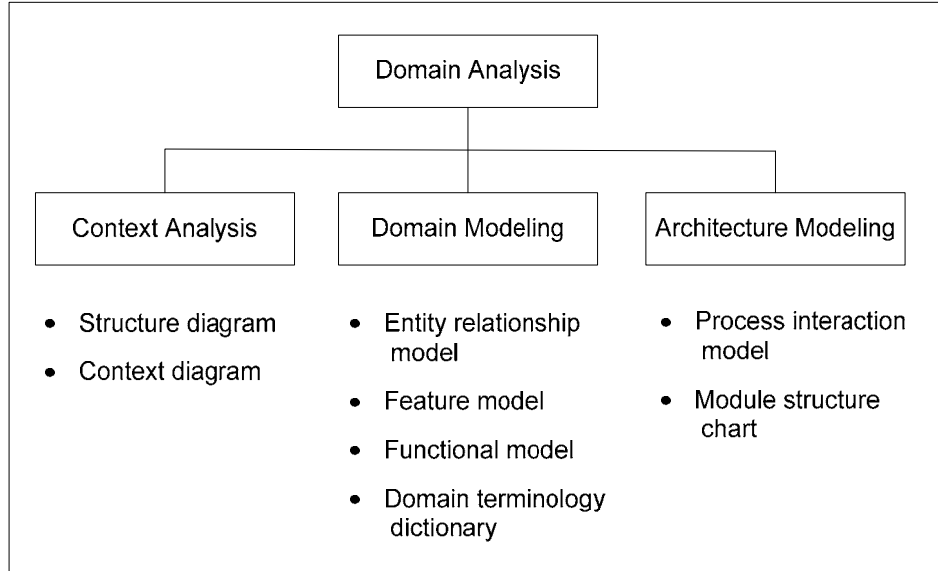 Domain Analysis
Context Analysis
Domain Modeling
Architecture Modeling
• Structure diagram
• Context diagram
• Entity relationship
model
• Feature model
• Functional model
• Domain terminology
dictionary
• Process interaction
model
• Module structure
chart